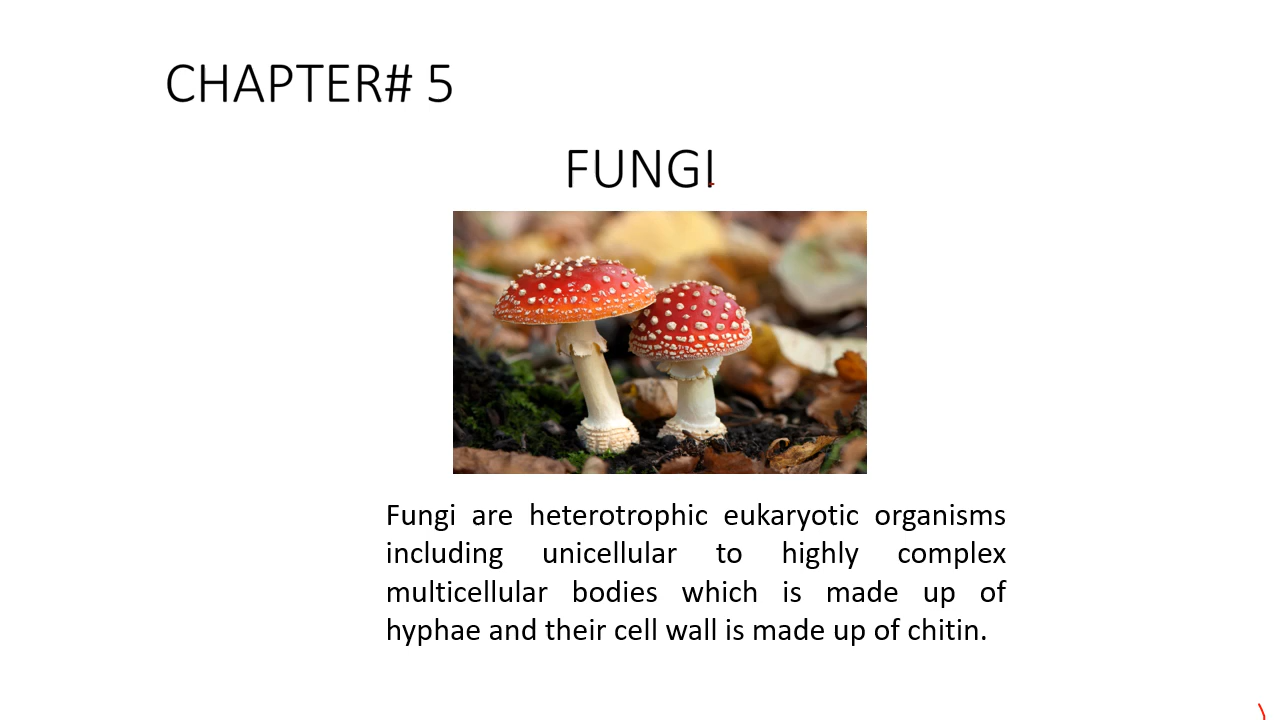 CHAPTER# 5
FUNGI
Fungi are heterotrophic eukaryotic organisms
including unicellular to highly complex
multicellular bodies which is made up of
hyphae and their cell wall is made up of chitin.